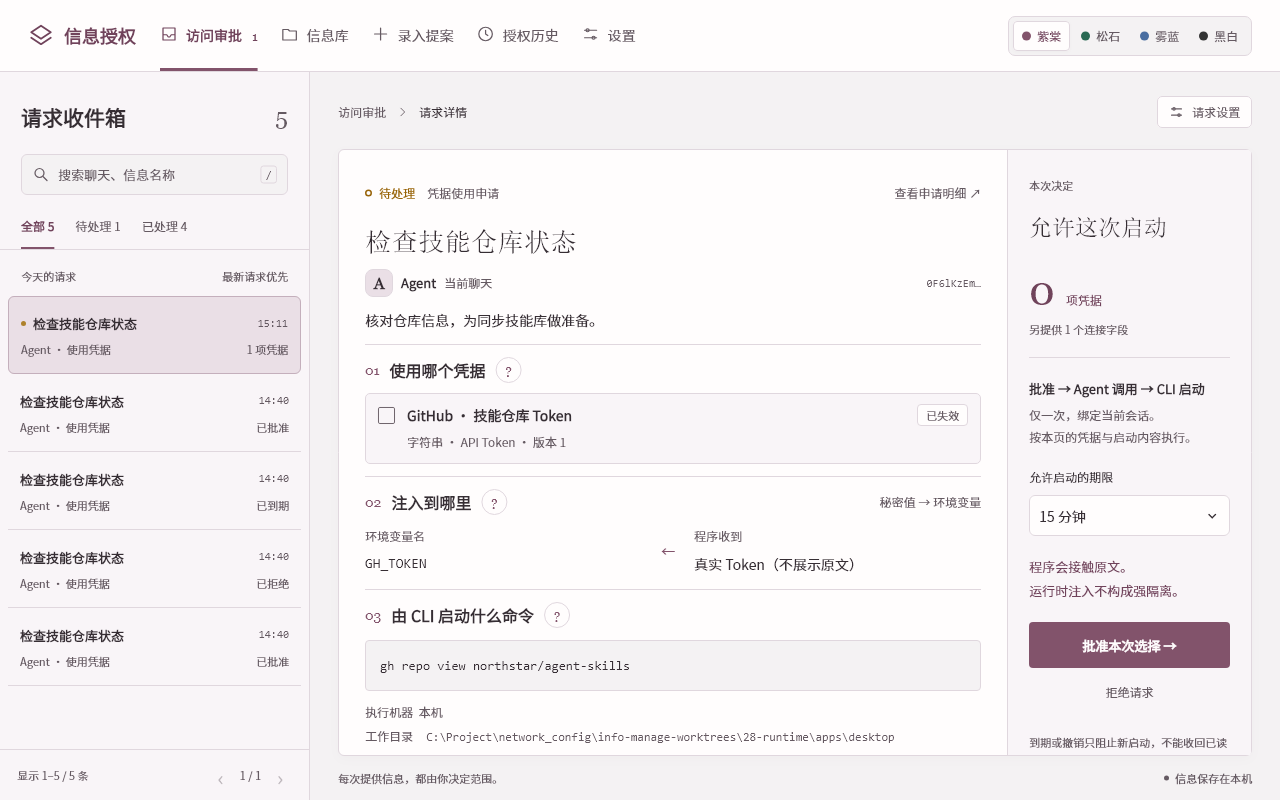 信息授权
访问审批 1
信息库
录入提案
授权历史
设置
紫棠
松石
雾蓝
黑白
请求收件箱 5
搜索聊天、信息名称 /
全部 5 待处理 1 已处理 4
今天的请求 最新请求优先
检查技能仓库状态 15:11
Agent · 使用凭据 1 项凭据
检查技能仓库状态 14:40
Agent · 使用凭据 已批准
检查技能仓库状态 14:40
Agent · 使用凭据 已到期
检查技能仓库状态 14:40
Agent · 使用凭据 已拒绝
检查技能仓库状态 14:40
Agent · 使用凭据 已批准
显示 1–5 / 5 条 ‹ 1 / 1 ›
访问审批 > 请求详情
请求设置
待处理 凭据使用申请 查看申请明细 ↗
检查技能仓库状态
A Agent 当前聊天 0F6lKzEm…
核对仓库信息，为同步技能库做准备。
01 使用哪个凭据 ?
GitHub · 技能仓库 Token 已失效
字符串 · API Token · 版本 1
02 注入到哪里 ? 秘密值 → 环境变量
环境变量名 程序收到
GH_TOKEN ← 真实 Token（不展示原文）
03 由 CLI 启动什么命令 ?
gh repo view northstar/agent-skills
执行机器 本机
工作目录 C:\Project\network_config\info-manage-worktrees\28-runtime\apps\desktop
本次决定
允许这次启动
0 项凭据
另提供 1 个连接字段
批准 → Agent 调用 → CLI 启动
仅一次，绑定当前会话。
按本页的凭据与启动内容执行。
允许启动的期限
15 分钟
程序会接触原文。
运行时注入不构成强隔离。
批准本次选择 →
拒绝请求
到期或撤销只阻止新启动，不能收回已读
每次提供信息，都由你决定范围。
信息保存在本机